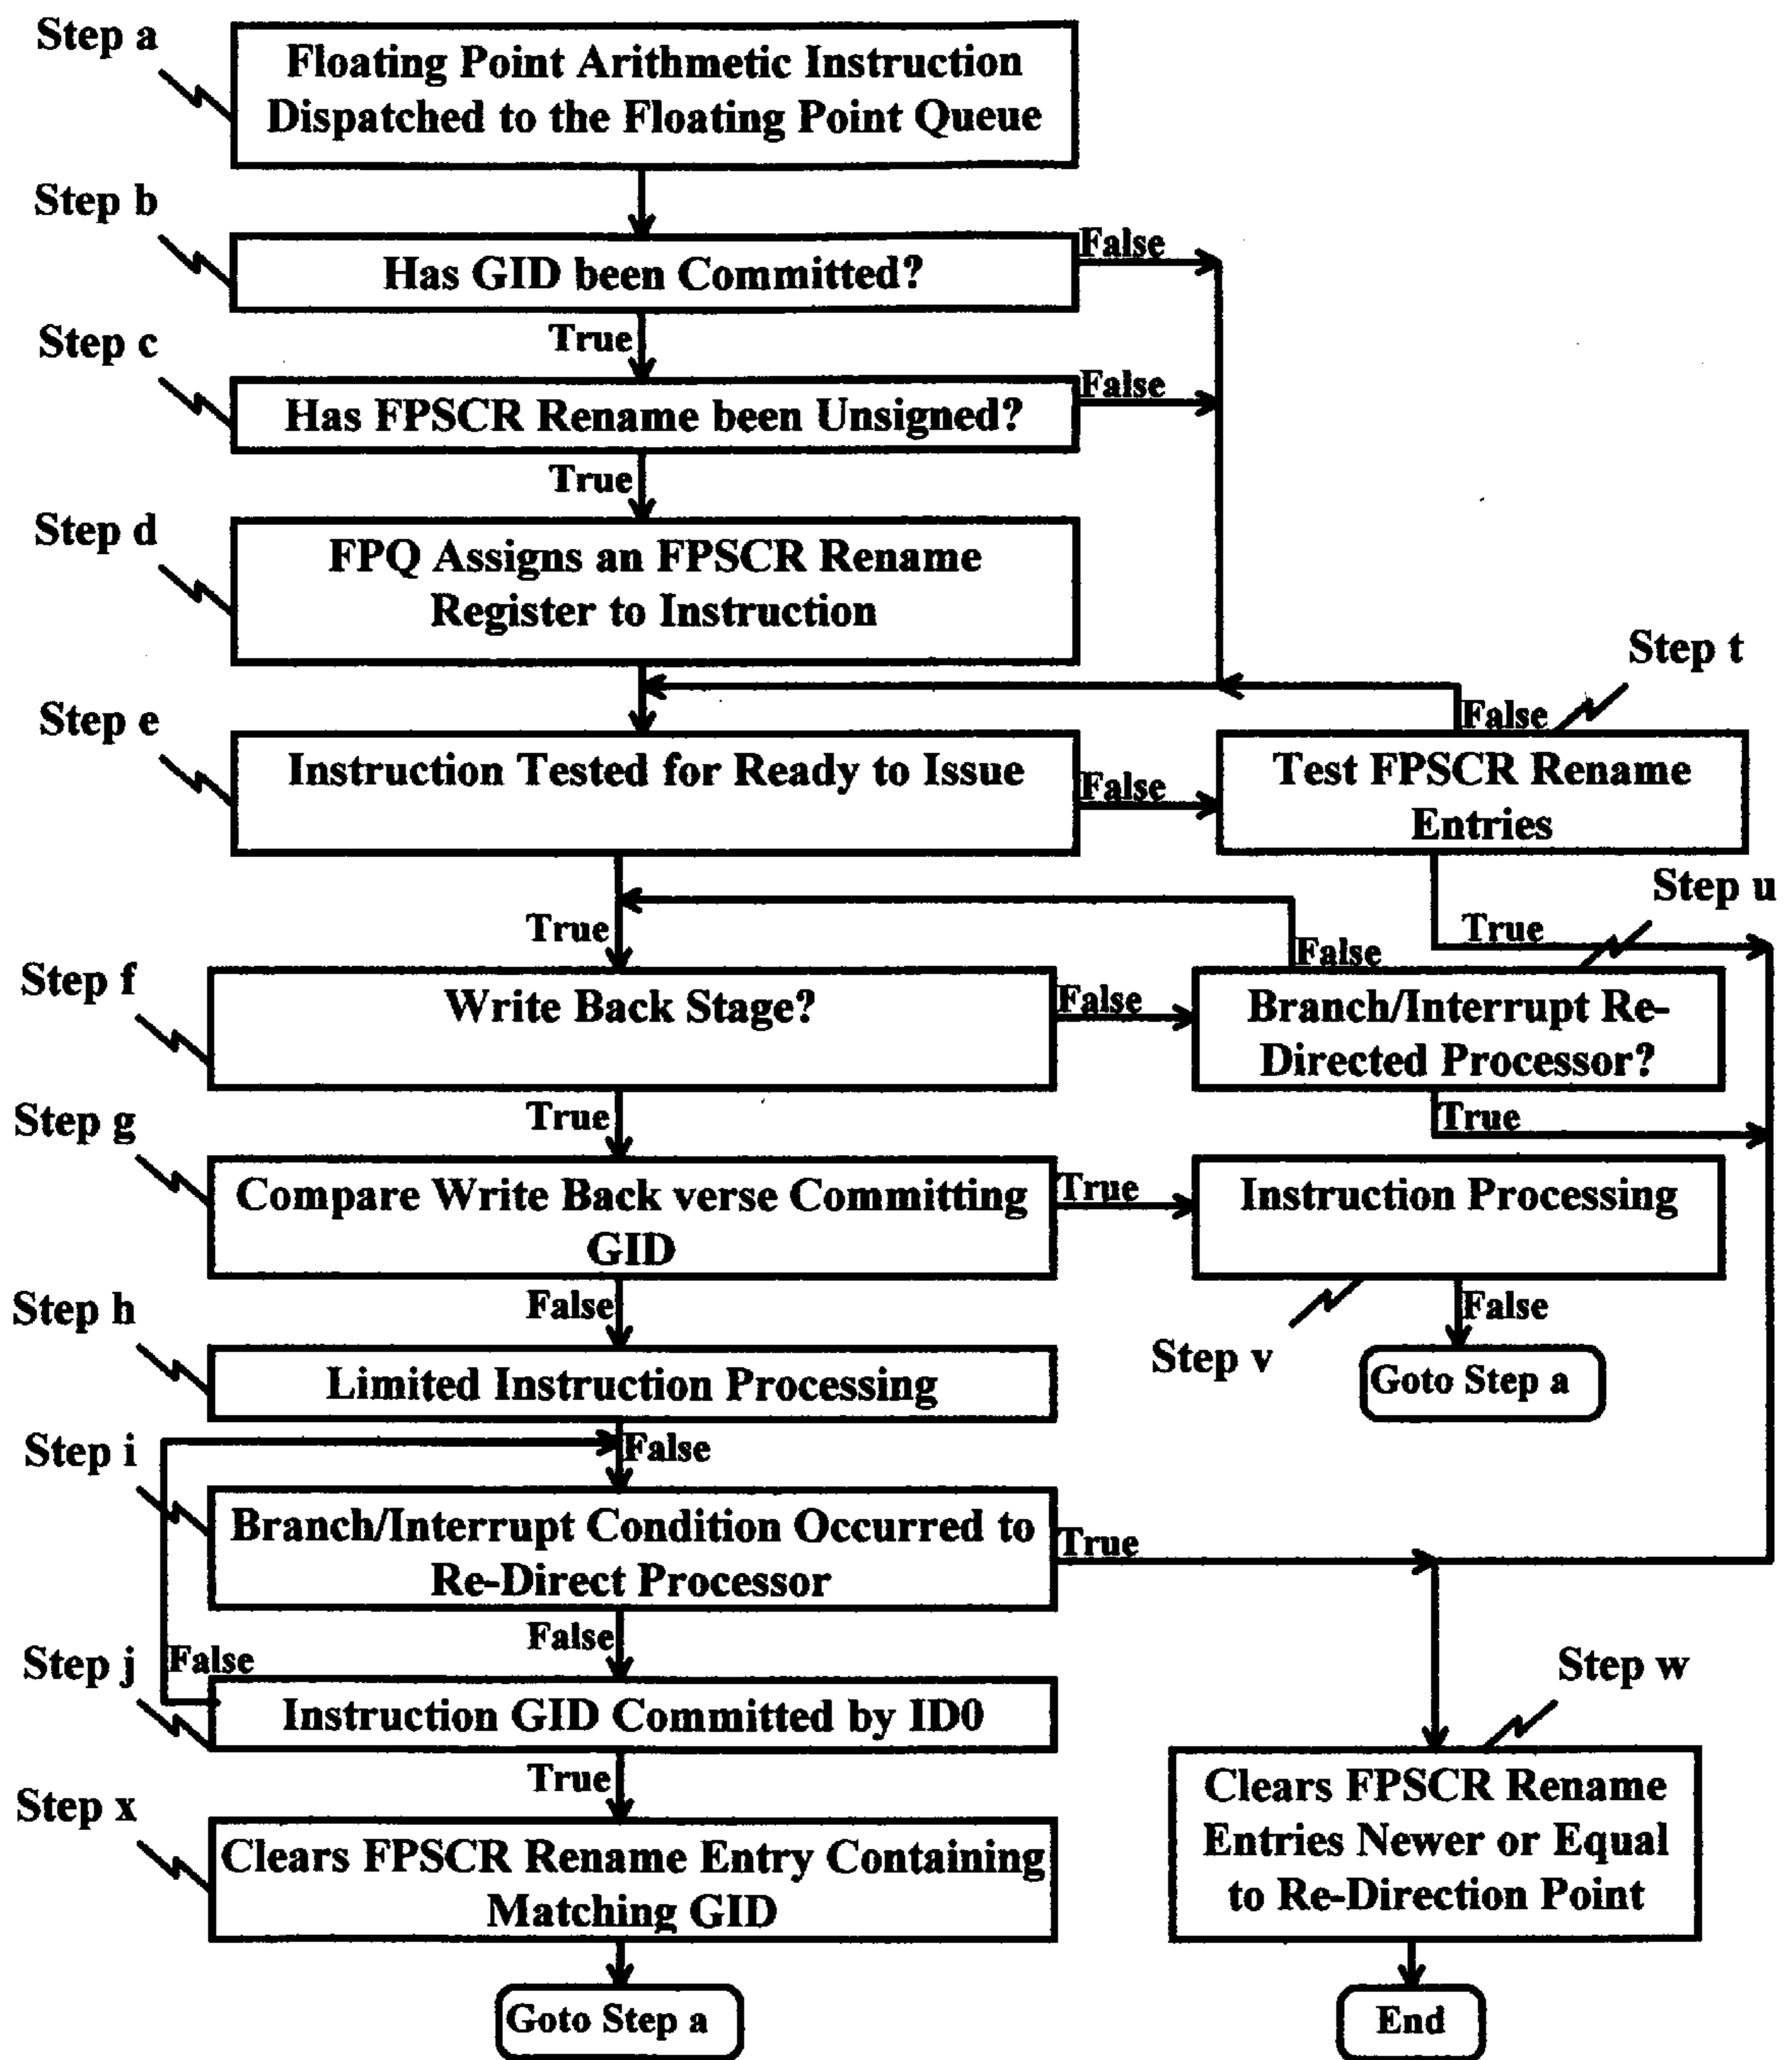 Step a
Floating Point Arithmetic Instruction
Dispatched to the Floating Point Queue
Step b
Has GID been Committed?
False
True
Step c
Has FPSCR Rename been Unsigned?
False
True
Step d
FPQ Assigns an FPSCR Rename
Register to Instruction
Step t
False
Step e
Instruction Tested for Ready to Issue
False
Test FPSCR Rename
Entries
Step u
True
True
False
Step f
Write Back Stage?
False
Branch/Interrupt Re-
Directed Processor?
True
True
Step g
Compare Write Back verse Committing
GID
True
Instruction Processing
False
False
Step v
Goto Step a
Step h
Limited Instruction Processing
False
Step i
Branch/Interrupt Condition Occurred to
Re-Direct Processor
True
False
False
Step j
Instruction GID Committed by ID0
Step w
True
Step x
Clears FPSCR Rename Entry Containing
Matching GID
Clears FPSCR Rename
Entries Newer or Equal
to Re-Direction Point
Goto Step a
End